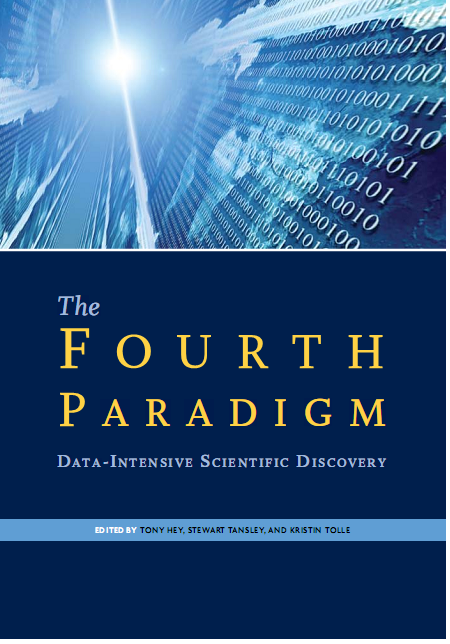 The
FOURTH
PARADIGM
DATA-INTENSIVE SCIENTIFIC DISCOVERY
EDITED BY TONY HEY, STEWART TANSLEY, AND KRISTIN TOLLE